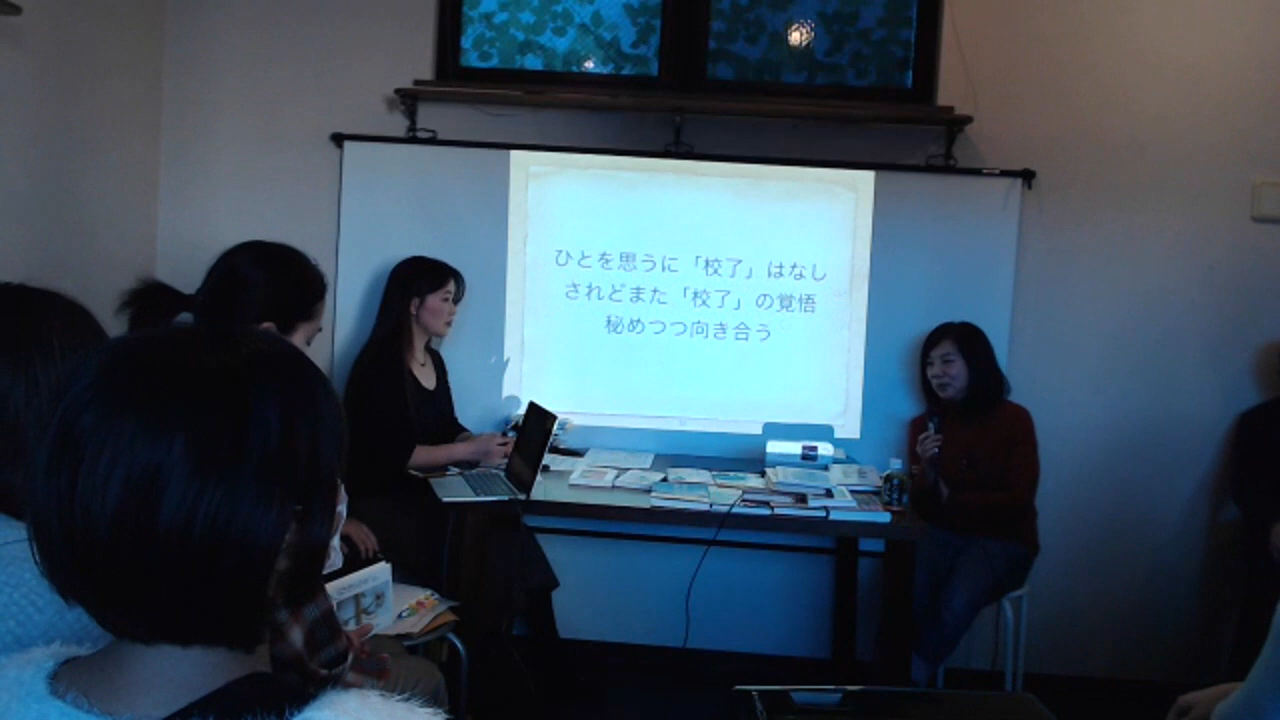 ひとを思うに「校了」はなし
されどまた「校了」の覚悟
秘めつつ向き合う